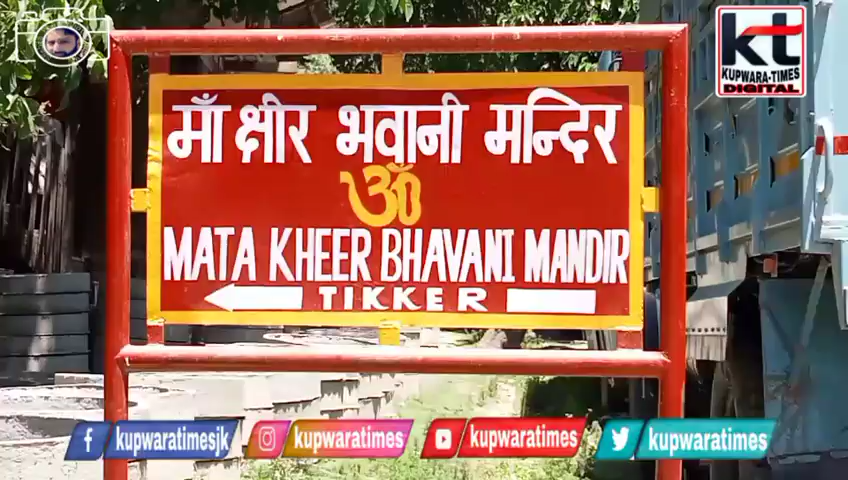 kt
KUPWARA-TIMES
DIGITAL
माँ क्षीर भवानी मन्दिर
ॐ
MATA KHEER BHAVANI MANDIR
TIKKER
kupwaratimesjk
kupwaratimes
kupwaratimes
kupwaratimes